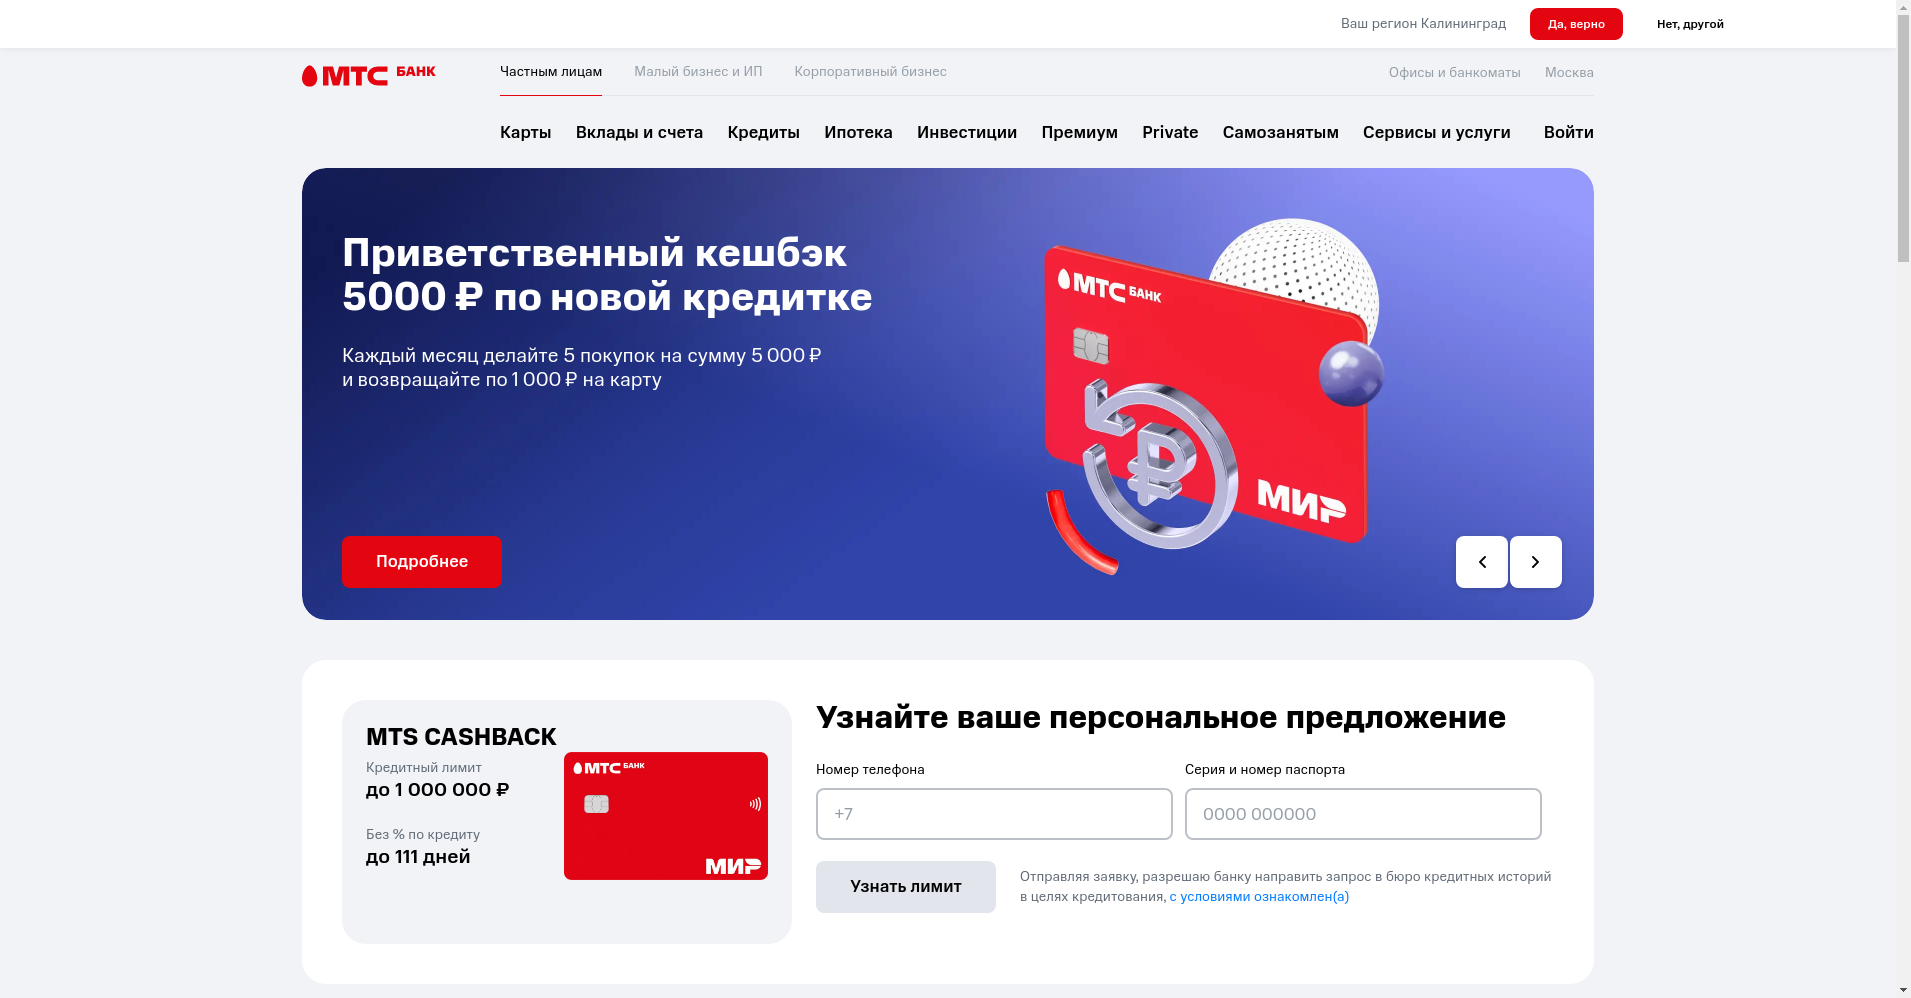 Ваш регион Калининград
Да, верно
Нет, другой
МТС БАНК
Частным лицам
Малый бизнес и ИП
Корпоративный бизнес
Офисы и банкоматы
Москва
Карты
Вклады и счета
Кредиты
Ипотека
Инвестиции
Премиум
Private
Самозанятым
Сервисы и услуги
Войти
Приветственный кешбэк
5000 ₽ по новой кредитке
Каждый месяц делайте 5 покупок на сумму 5 000 ₽
и возвращайте по 1 000 ₽ на карту
Подробнее
МТС БАНК
МИР
MTS CASHBACK
Кредитный лимит
до 1 000 000 ₽
Без % по кредиту
до 111 дней
МТС БАНК
МИР
Узнайте ваше персональное предложение
Номер телефона
+7
Серия и номер паспорта
0000 000000
Узнать лимит
Отправляя заявку, разрешаю банку направить запрос в бюро кредитных историй
в целях кредитования, с условиями ознакомлен(а)